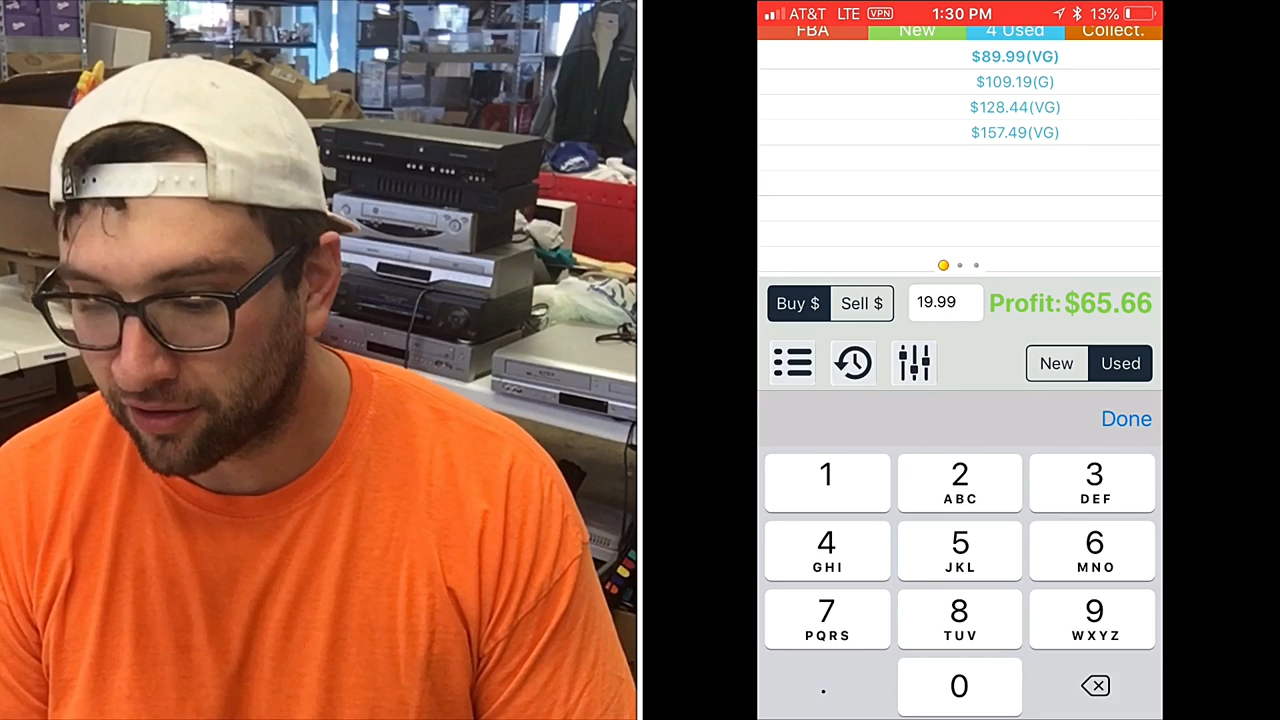 AT&T LTE VPN 1:30 PM 13%
FBA New 4 Used Collect.
$89.99(VG)
$109.19(G)
$128.44(VG)
$157.49(VG)
Buy $ Sell $ 19.99 Profit: $65.66
New Used
Done
1 2 3
ABC DEF
4 5 6
GHI JKL MNO
7 8 9
PQRS TUV WXYZ
. 0